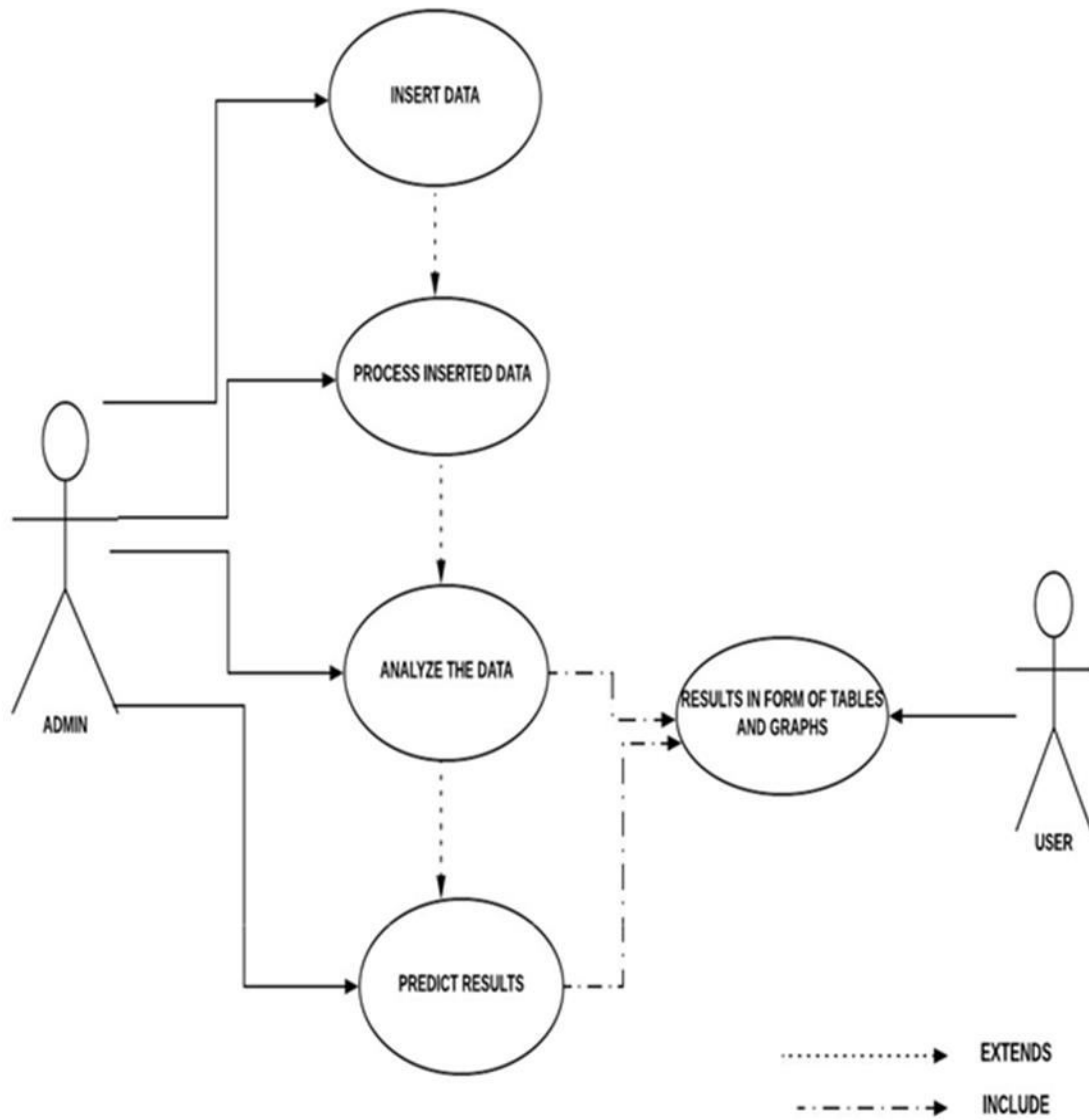 INSERT DATA
PROCESS INSERTED DATA
ANALYZE THE DATA
RESULTS IN FORM OF TABLES
AND GRAPHS
ADMIN
USER
PREDICT RESULTS
EXTENDS
INCLUDE